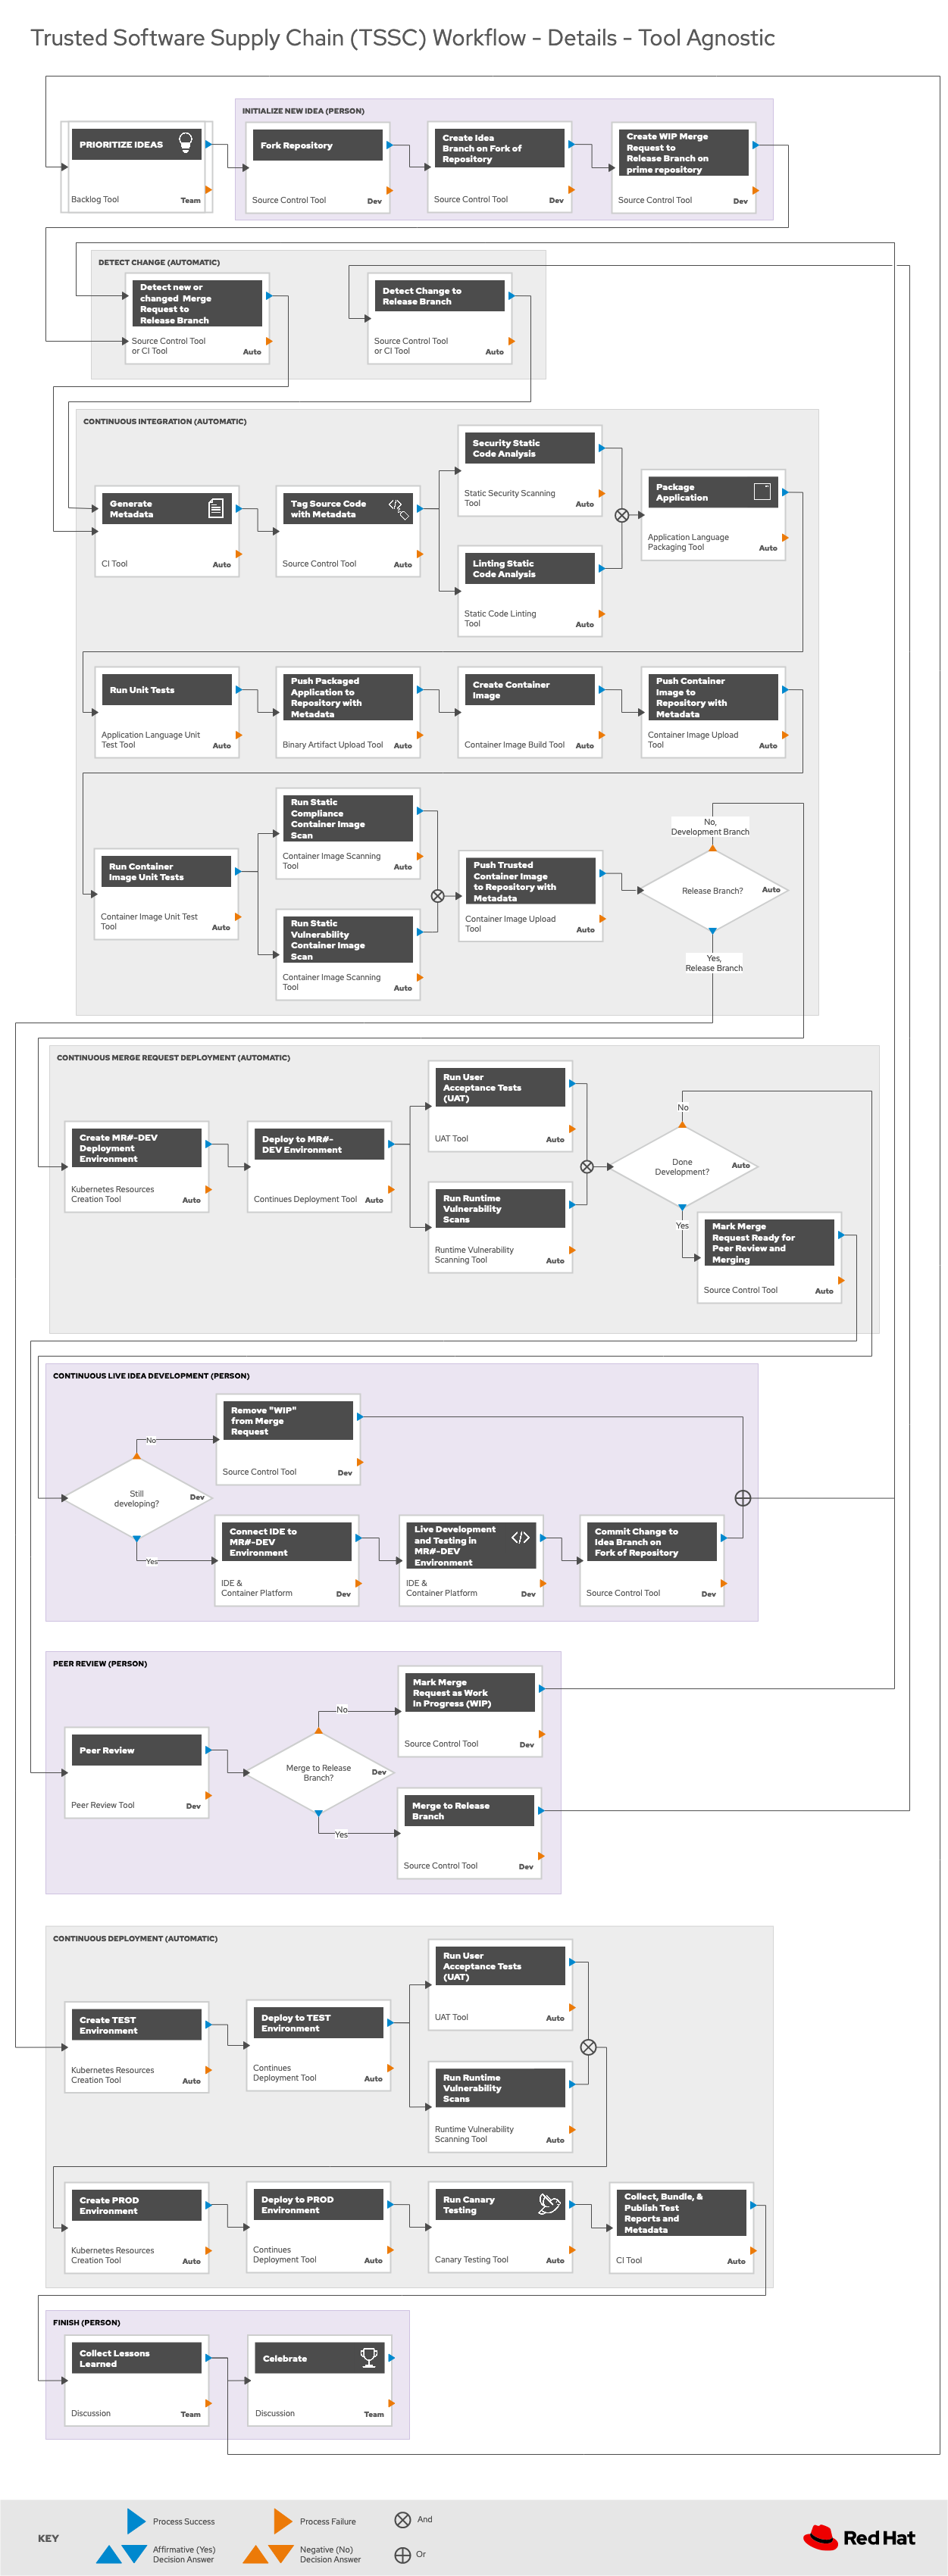 Trusted Software Supply Chain (TSSC) Workflow - Details - Tool Agnostic
INITIALIZE NEW IDEA (PERSON)
PRIORITIZE IDEAS
Backlog Tool
Team
Fork Repository
Source Control Tool
Dev
Create Idea
Branch on Fork of
Repository
Source Control Tool
Dev
Create WIP Merge
Request to
Release Branch on
prime repository
Source Control Tool
Dev
DETECT CHANGE (AUTOMATIC)
Detect new or
changed Merge
Request to
Release Branch
Source Control Tool
or CI Tool
Auto
Detect Change to
Release Branch
Source Control Tool
or CI Tool
Auto
CONTINUOUS INTEGRATION (AUTOMATIC)
Generate
Metadata
CI Tool
Auto
Tag Source Code
with Metadata
Source Control Tool
Auto
Security Static
Code Analysis
Static Security Scanning
Tool
Auto
Linting Static
Code Analysis
Static Code Linting
Tool
Auto
Package
Application
Application Language
Packaging Tool
Auto
Run Unit Tests
Application Language Unit
Test Tool
Auto
Push Packaged
Application to
Repository with
Metadata
Binary Artifact Upload Tool
Auto
Create Container
Image
Container Image Build Tool
Auto
Push Container
Image to
Repository with
Metadata
Container Image Upload
Tool
Auto
Run Container
Image Unit Tests
Container Image Unit Test
Tool
Auto
Run Static
Compliance
Container Image
Scan
Container Image Scanning
Tool
Auto
Run Static
Vulnerability
Container Image
Scan
Container Image Scanning
Tool
Auto
Push Trusted
Container Image
to Repository with
Metadata
Container Image Upload
Tool
Auto
No,
Development Branch
Release Branch?
Auto
Yes,
Release Branch
CONTINUOUS MERGE REQUEST DEPLOYMENT (AUTOMATIC)
Create MR#-DEV
Deployment
Environment
Kubernetes Resources
Creation Tool
Auto
Deploy to MR#-
DEV Environment
Continues Deployment Tool
Auto
Run User
Acceptance Tests
(UAT)
UAT Tool
Auto
Run Runtime
Vulnerability
Scans
Runtime Vulnerability
Scanning Tool
Auto
No
Done
Development?
Auto
Yes
Mark Merge
Request Ready for
Peer Review and
Merging
Source Control Tool
Auto
CONTINUOUS LIVE IDEA DEVELOPMENT (PERSON)
Remove "WIP"
from Merge
Request
Source Control Tool
Dev
No
Still
developing?
Dev
Yes
Connect IDE to
MR#-DEV
Environment
IDE &
Container Platform
Dev
Live Development
and Testing in
MR#-DEV
Environment
IDE &
Container Platform
Dev
Commit Change to
Idea Branch on
Fork of Repository
Source Control Tool
Dev
PEER REVIEW (PERSON)
Peer Review
Peer Review Tool
Dev
No
Merge to Release
Branch?
Dev
Yes
Mark Merge
Request as Work
In Progress (WIP)
Source Control Tool
Dev
Merge to Release
Branch
Source Control Tool
Dev
CONTINUOUS DEPLOYMENT (AUTOMATIC)
Create TEST
Environment
Kubernetes Resources
Creation Tool
Auto
Deploy to TEST
Environment
Continues
Deployment Tool
Auto
Run User
Acceptance Tests
(UAT)
UAT Tool
Auto
Run Runtime
Vulnerability
Scans
Runtime Vulnerability
Scanning Tool
Auto
Create PROD
Environment
Kubernetes Resources
Creation Tool
Auto
Deploy to PROD
Environment
Continues
Deployment Tool
Auto
Run Canary
Testing
Canary Testing Tool
Auto
Collect, Bundle, &
Publish Test
Reports and
Metadata
CI Tool
Auto
FINISH (PERSON)
Collect Lessons
Learned
Discussion
Team
Celebrate
Discussion
Team
KEY
Process Success
Process Failure
And
Affirmative (Yes)
Decision Answer
Negative (No)
Decision Answer
Or
Red Hat